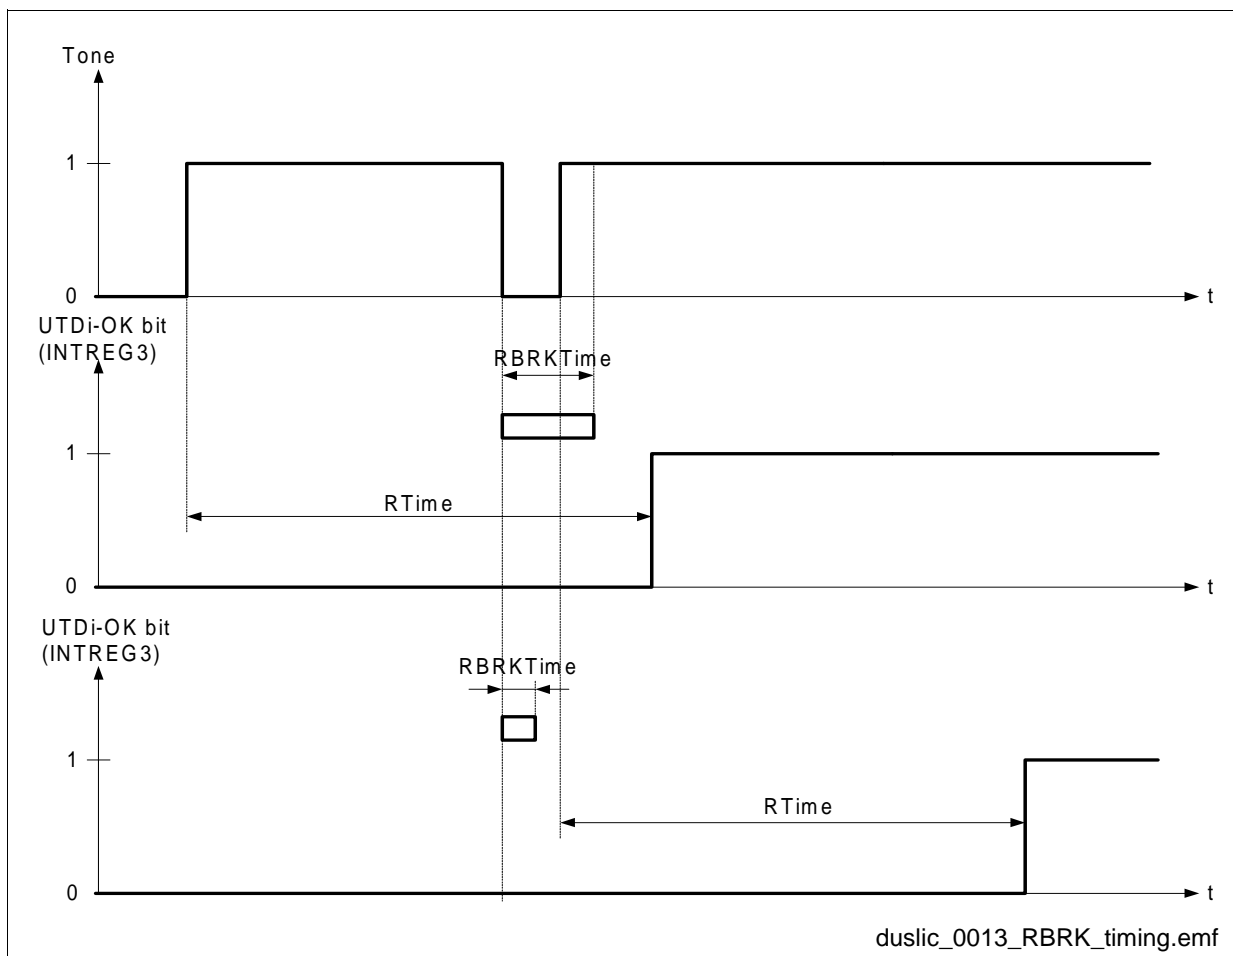 Tone
1
0
t
UTDi-OK bit
(INTREG3)
RBRKTime
1
RTime
0
t
UTDi-OK bit
(INTREG3)
RBRKTime
1
RTime
0
t
duslic_0013_RBRK_timing.emf